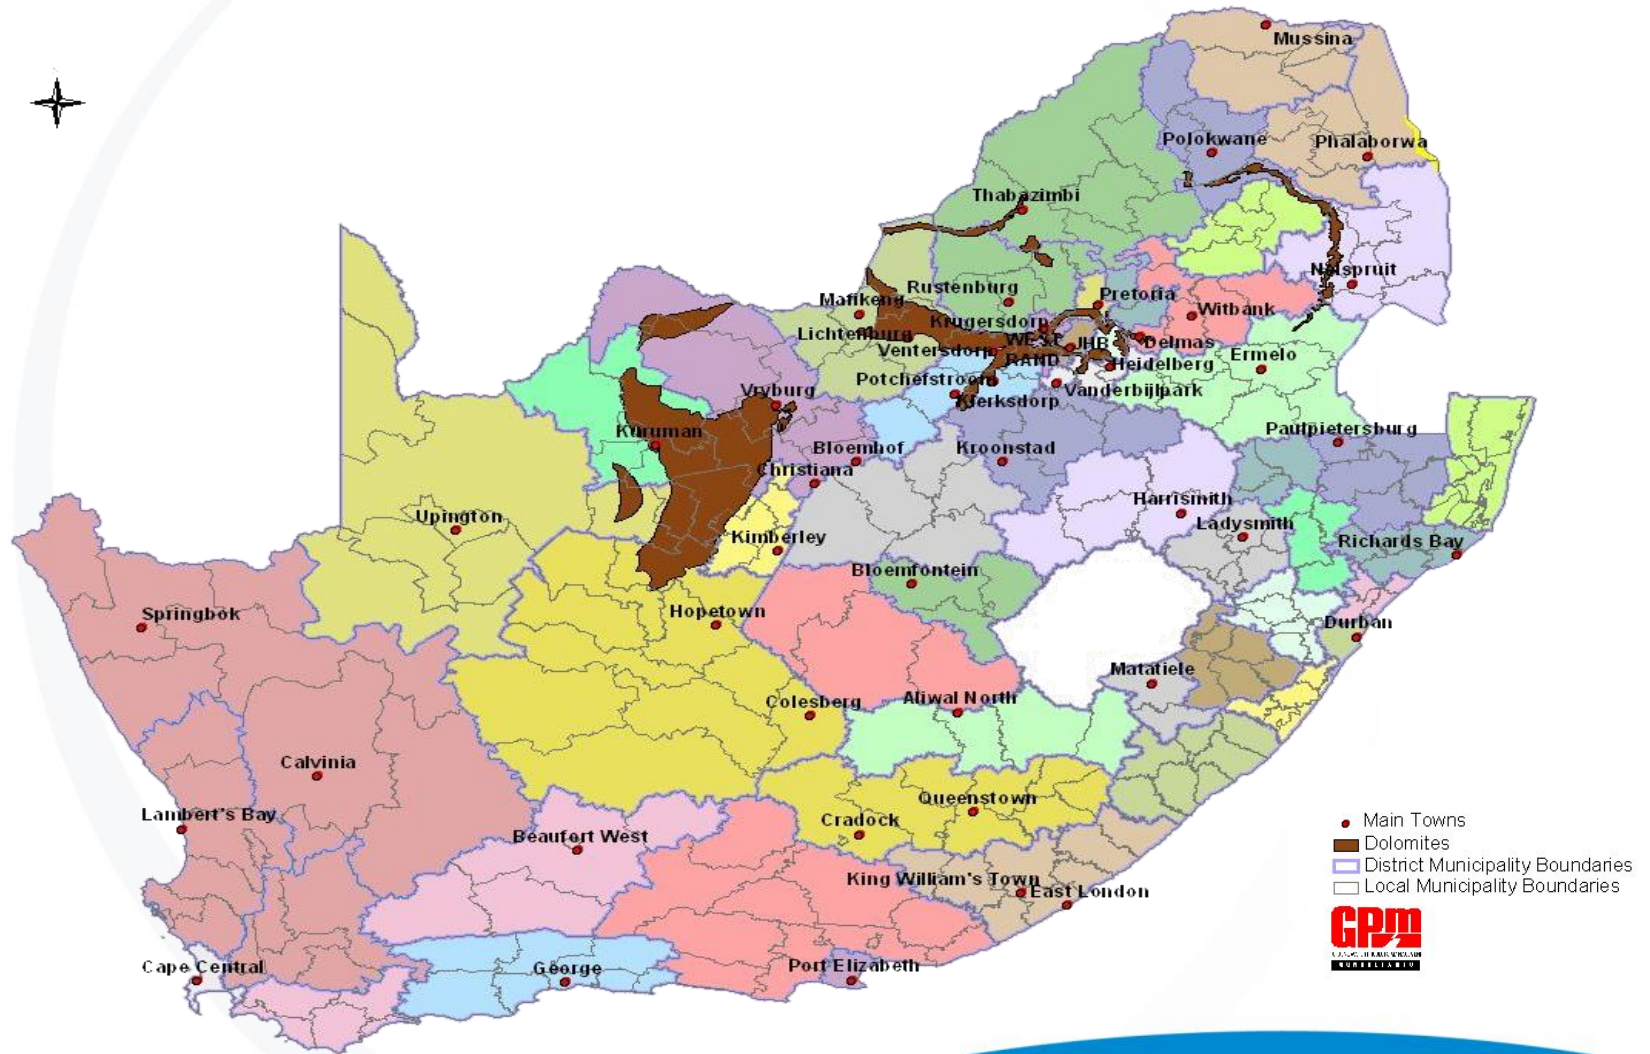 Mussina
Polokwane
Phalaborwa
Thabazimbi
Nelspruit
Rustenburg
Pretoria
Mafikeng
Witbank
Krugersdorp
Lichtenburg
WEST
RAND
JHB
Delmas
Ventersdorp
Ermelo
Heidelberg
Potchefstroom
Vanderbijlpark
Vryburg
Klerksdorp
Kuruman
Paulpietersburg
Bloemhof
Kroonstad
Christiana
Harrismith
Upington
Ladysmith
Kimberley
Richards Bay
Bloemfontein
Springbok
Hopetown
Durban
Matatiele
Colesberg
Aliwal North
Calvinia
Queenstown
Lambert's Bay
Cradock
Beaufort West
King William's Town
East London
Cape Central
George
Port Elizabeth
Main Towns
Dolomites
District Municipality Boundaries
Local Municipality Boundaries
GPM